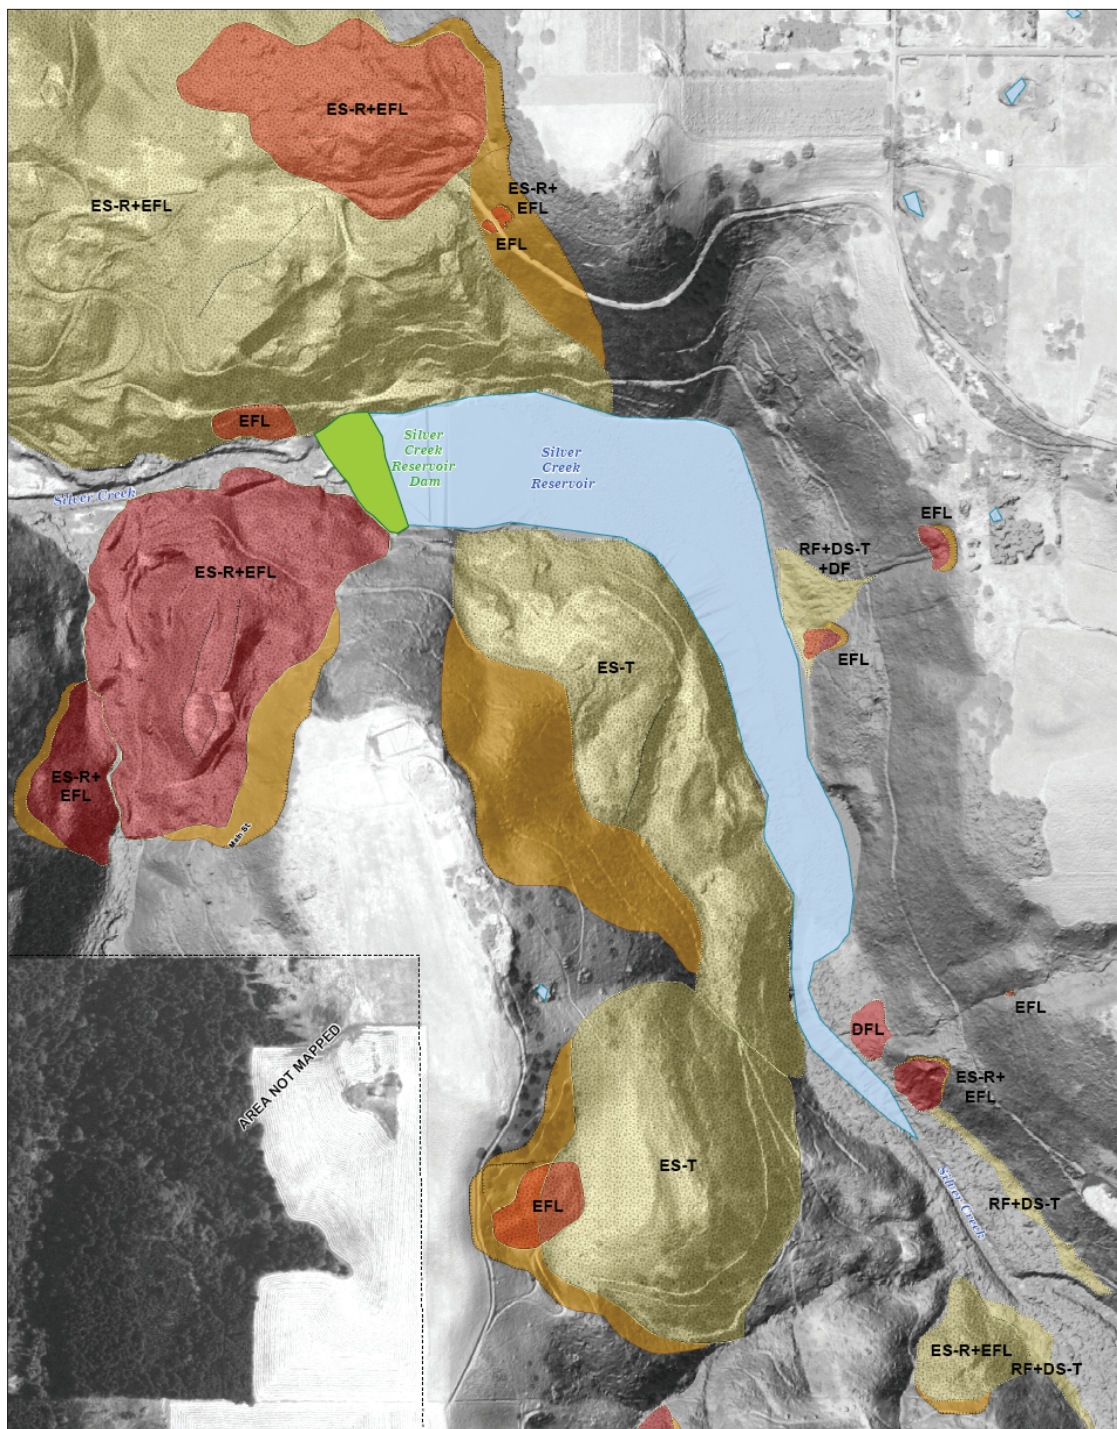 ES-R+EFL
ES-R+EFL
ES-R+
EFL
EFL
EFL
Silver
Creek
Reservoir
Dam
Silver
Creek
Reservoir
Silver Creek
EFL
RF+DS-T
+DF
ES-R+EFL
EFL
ES-T
ES-R+
EFL
Main St
EFL
DFL
AREA NOT MAPPED
ES-R+
EFL
ES-T
EFL
RF+DS-T
Silver Creek
ES-R+EFL
RF+DS-T